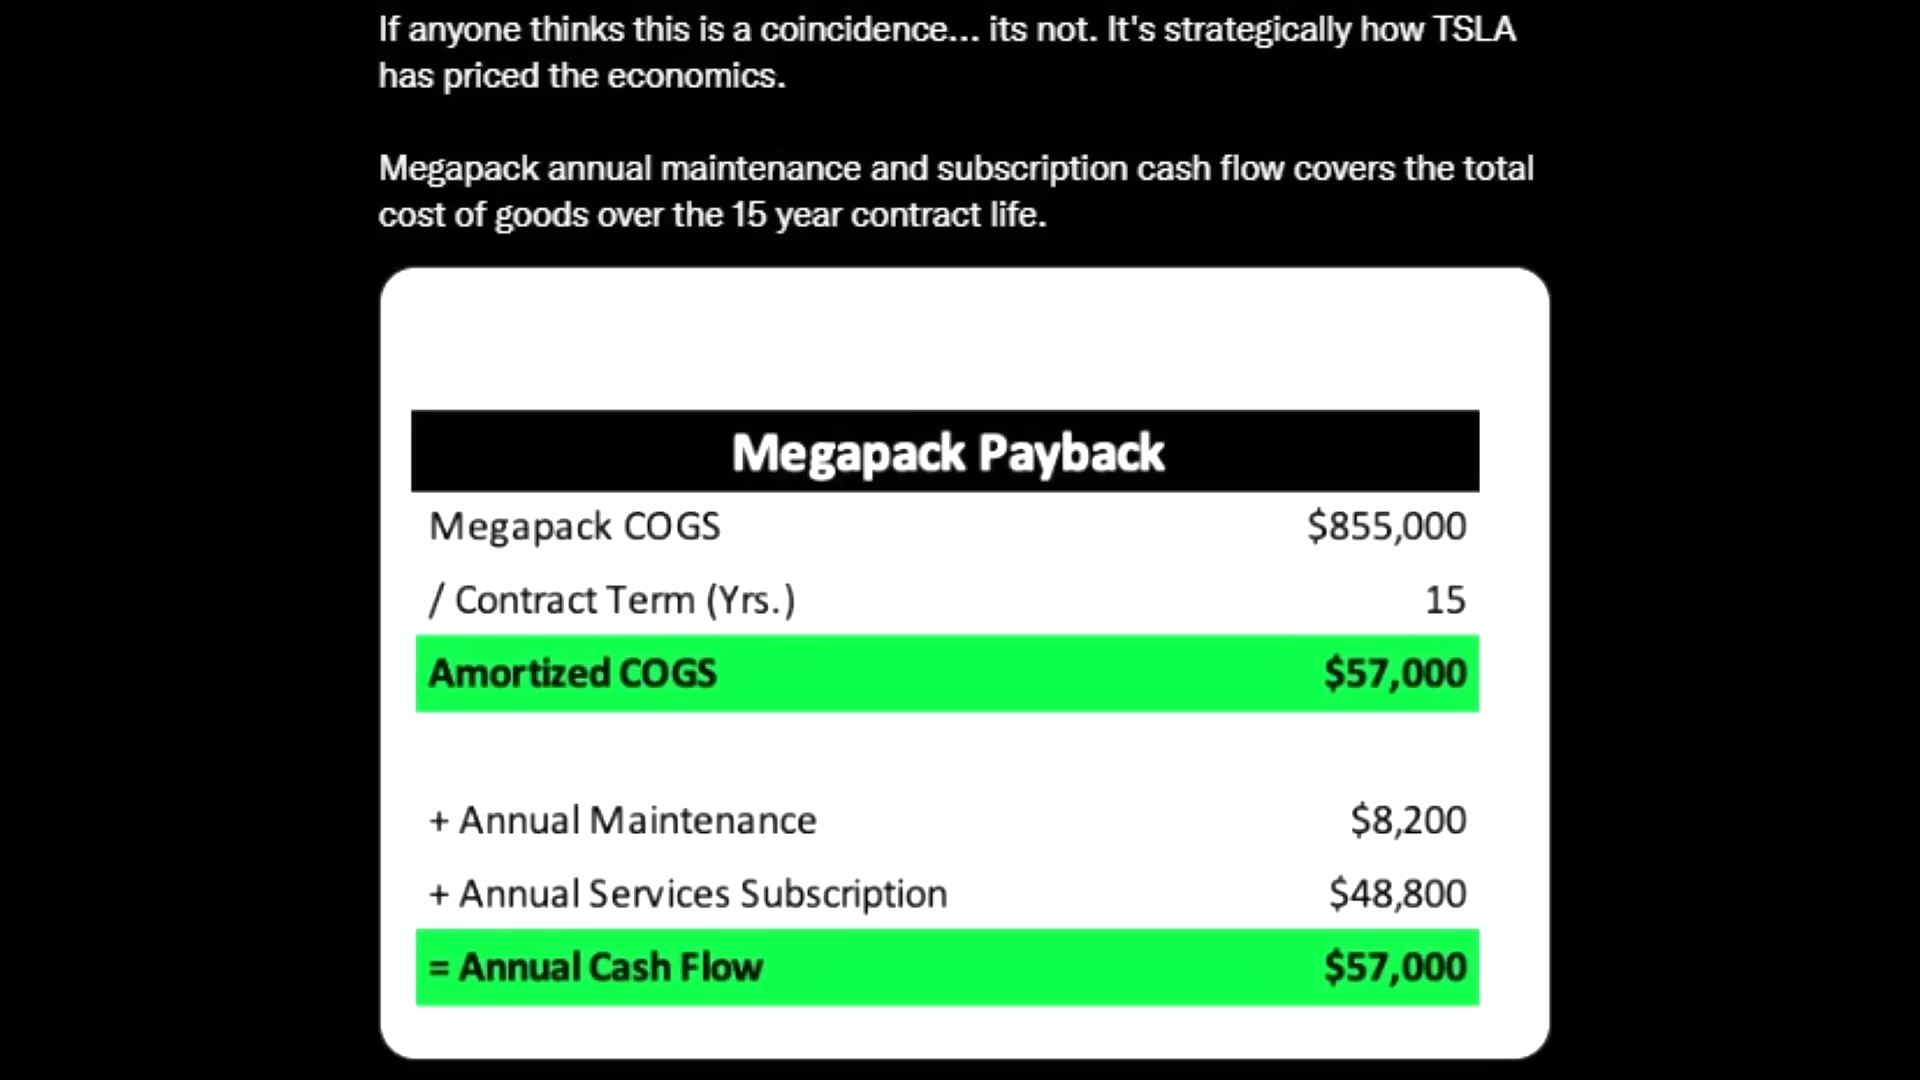 If anyone thinks this is a coincidence... its not. It's strategically how TSLA
has priced the economics.
Megapack annual maintenance and subscription cash flow covers the total
cost of goods over the 15 year contract life.
Megapack Payback
Megapack COGS $855,000
/ Contract Term (Yrs.) 15
Amortized COGS $57,000
+ Annual Maintenance $8,200
+ Annual Services Subscription $48,800
= Annual Cash Flow $57,000